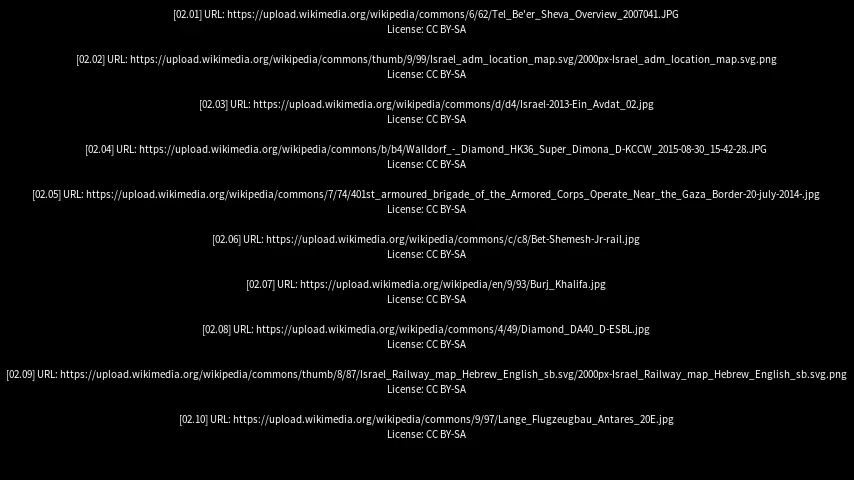 [02.01] URL: https://upload.wikimedia.org/wikipedia/commons/6/62/Tel_Be'er_Sheva_Overview_2007041.JPG
License: CC BY-SA
[02.02] URL: https://upload.wikimedia.org/wikipedia/commons/thumb/9/99/Israel_adm_location_map.svg/2000px-Israel_adm_location_map.svg.png
License: CC BY-SA
[02.03] URL: https://upload.wikimedia.org/wikipedia/commons/d/d4/Israel-2013-Ein_Avdat_02.jpg
License: CC BY-SA
[02.04] URL: https://upload.wikimedia.org/wikipedia/commons/b/b4/Walldorf_-_Diamond_HK36_Super_Dimona_D-KCCW_2015-08-30_15-42-28.JPG
License: CC BY-SA
[02.05] URL: https://upload.wikimedia.org/wikipedia/commons/7/74/401st_armoured_brigade_of_the_Armored_Corps_Operate_Near_the_Gaza_Border-20-july-2014-.jpg
License: CC BY-SA
[02.06] URL: https://upload.wikimedia.org/wikipedia/commons/c/c8/Bet-Shemesh-Jr-rail.jpg
License: CC BY-SA
[02.07] URL: https://upload.wikimedia.org/wikipedia/en/9/93/Burj_Khalifa.jpg
License: CC BY-SA
[02.08] URL: https://upload.wikimedia.org/wikipedia/commons/4/49/Diamond_DA40_D-ESBL.jpg
License: CC BY-SA
[02.09] URL: https://upload.wikimedia.org/wikipedia/commons/thumb/8/87/Israel_Railway_map_Hebrew_English_sb.svg/2000px-Israel_Railway_map_Hebrew_English_sb.svg.png
License: CC BY-SA
[02.10] URL: https://upload.wikimedia.org/wikipedia/commons/9/97/Lange_Flugzeugbau_Antares_20E.jpg
License: CC BY-SA